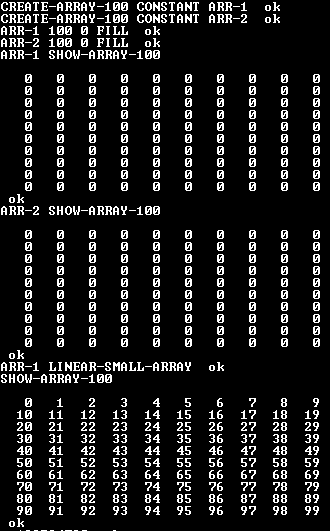 CREATE-ARRAY-100 CONSTANT ARR-1  ok
CREATE-ARRAY-100 CONSTANT ARR-2  ok
ARR-1 100 0 FILL  ok
ARR-2 100 0 FILL  ok
ARR-1 SHOW-ARRAY-100
0 0 0 0 0 0 0 0 0 0
0 0 0 0 0 0 0 0 0 0
0 0 0 0 0 0 0 0 0 0
0 0 0 0 0 0 0 0 0 0
0 0 0 0 0 0 0 0 0 0
0 0 0 0 0 0 0 0 0 0
0 0 0 0 0 0 0 0 0 0
0 0 0 0 0 0 0 0 0 0
0 0 0 0 0 0 0 0 0 0
0 0 0 0 0 0 0 0 0 0
ok
ARR-2 SHOW-ARRAY-100
0 0 0 0 0 0 0 0 0 0
0 0 0 0 0 0 0 0 0 0
0 0 0 0 0 0 0 0 0 0
0 0 0 0 0 0 0 0 0 0
0 0 0 0 0 0 0 0 0 0
0 0 0 0 0 0 0 0 0 0
0 0 0 0 0 0 0 0 0 0
0 0 0 0 0 0 0 0 0 0
0 0 0 0 0 0 0 0 0 0
0 0 0 0 0 0 0 0 0 0
ok
ARR-1 LINEAR-SMALL-ARRAY  ok
SHOW-ARRAY-100
0 1 2 3 4 5 6 7 8 9
10 11 12 13 14 15 16 17 18 19
20 21 22 23 24 25 26 27 28 29
30 31 32 33 34 35 36 37 38 39
40 41 42 43 44 45 46 47 48 49
50 51 52 53 54 55 56 57 58 59
60 61 62 63 64 65 66 67 68 69
70 71 72 73 74 75 76 77 78 79
80 81 82 83 84 85 86 87 88 89
90 91 92 93 94 95 96 97 98 99
ok